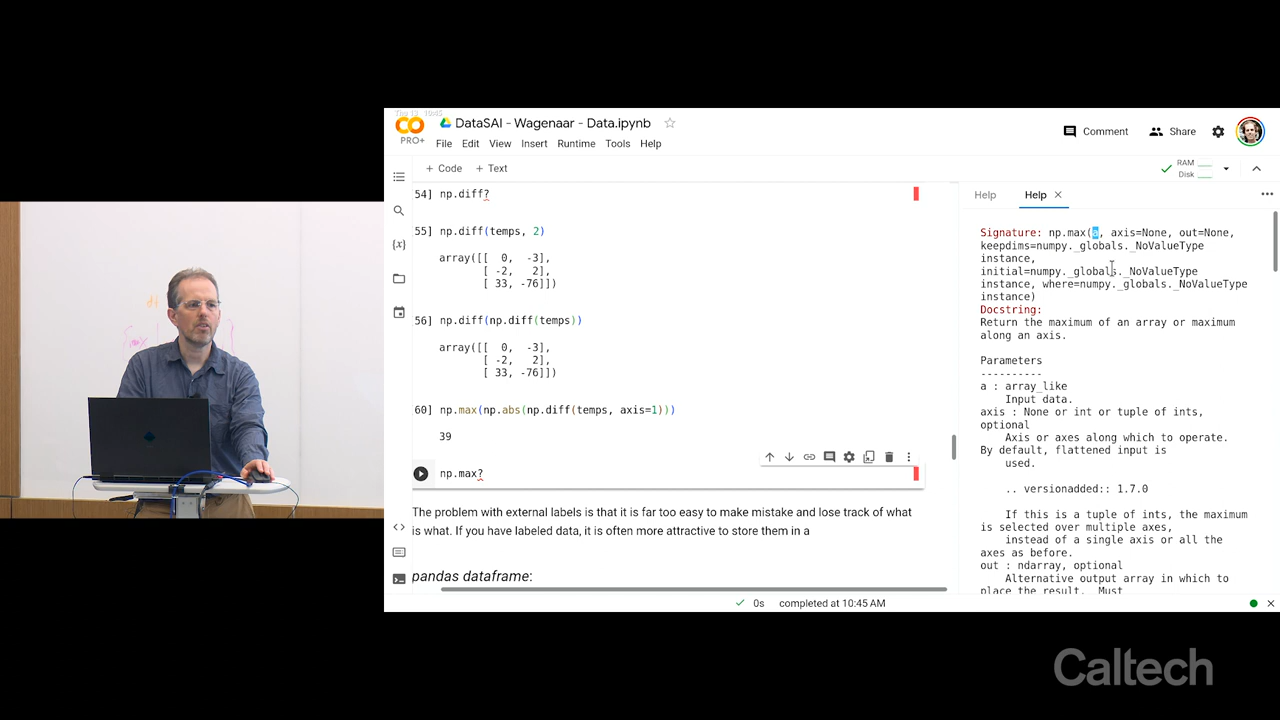 Thu 13 10:45
DataSAI - Wagenaar - Data.ipynb
PRO+
File Edit View Insert Runtime Tools Help
Comment
Share
+ Code + Text
RAM
Disk
54] np.diff?
55] np.diff(temps, 2)
array([[ 0, -3],
[ -2, 2],
[ 33, -76]])
56] np.diff(np.diff(temps))
array([[ 0, -3],
[ -2, 2],
[ 33, -76]])
60] np.max(np.abs(np.diff(temps, axis=1)))
39
np.max?
The problem with external labels is that it is far too easy to make mistake and lose track of what
is what. If you have labeled data, it is often more attractive to store them in a
pandas dataframe:
Help Help
Signature: np.max(a, axis=None, out=None,
keepdims=numpy._globals._NoValueType
instance,
initial=numpy._globals._NoValueType
instance, where=numpy._globals._NoValueType
instance)
Docstring:
Return the maximum of an array or maximum
along an axis.
Parameters
----------
a : array_like
Input data.
axis : None or int or tuple of ints,
optional
Axis or axes along which to operate.
By default, flattened input is
used.
.. versionadded:: 1.7.0
If this is a tuple of ints, the maximum
is selected over multiple axes,
instead of a single axis or all the
axes as before.
out : ndarray, optional
Alternative output array in which to
place the result. Must
0s completed at 10:45 AM
Caltech